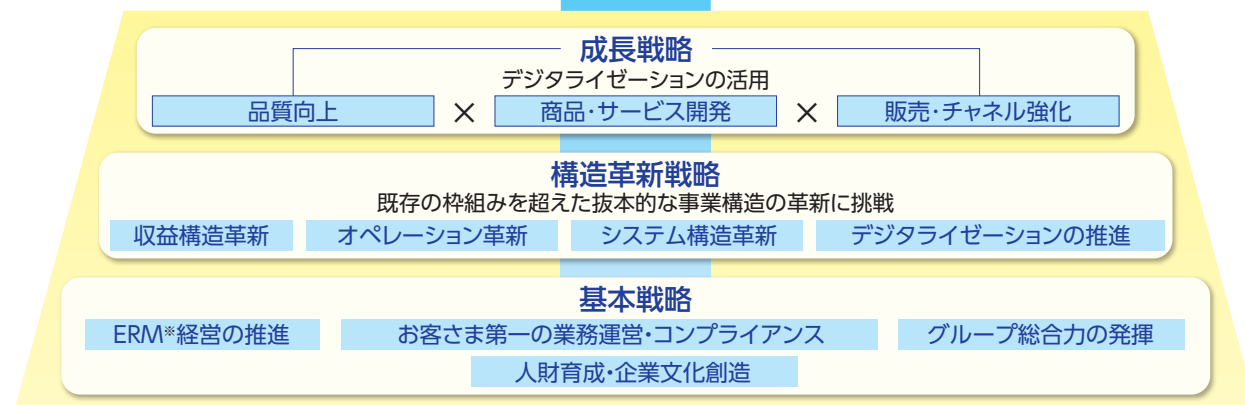 成長戦略
デジタライゼーションの活用
品質向上 × 商品・サービス開発 × 販売・チャネル強化
構造革新戦略
既存の枠組みを超えた抜本的な事業構造の革新に挑戦
収益構造革新 オペレーション革新 システム構造革新 デジタライゼーションの推進
基本戦略
ERM※経営の推進 お客さま第一の業務運営・コンプライアンス グループ総合力の発揮
人財育成・企業文化創造